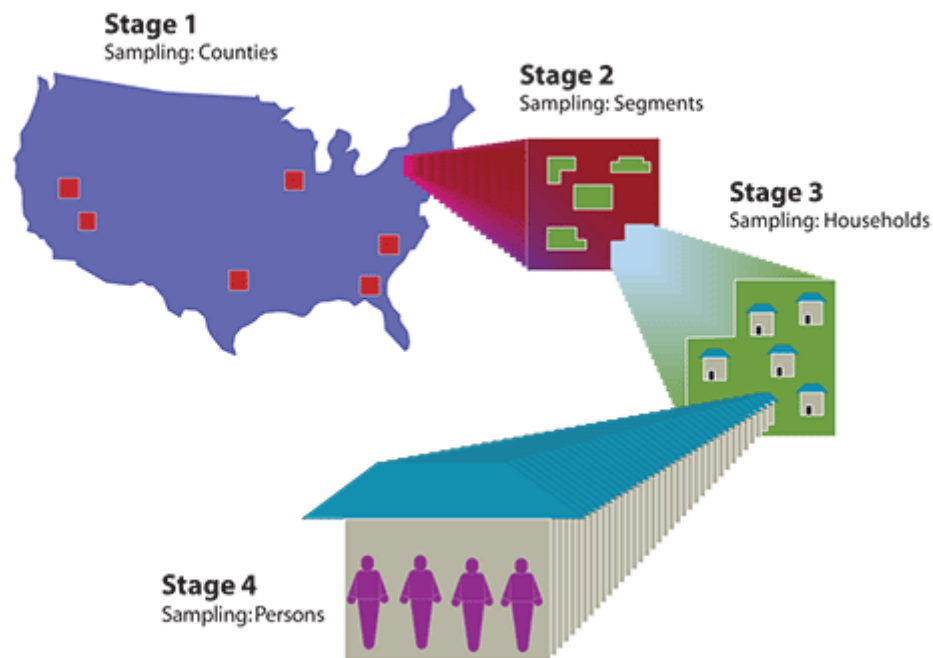 Stage 1
Sampling: Counties
Stage 2
Sampling: Segments
Stage 3
Sampling: Households
Stage 4
Sampling: Persons